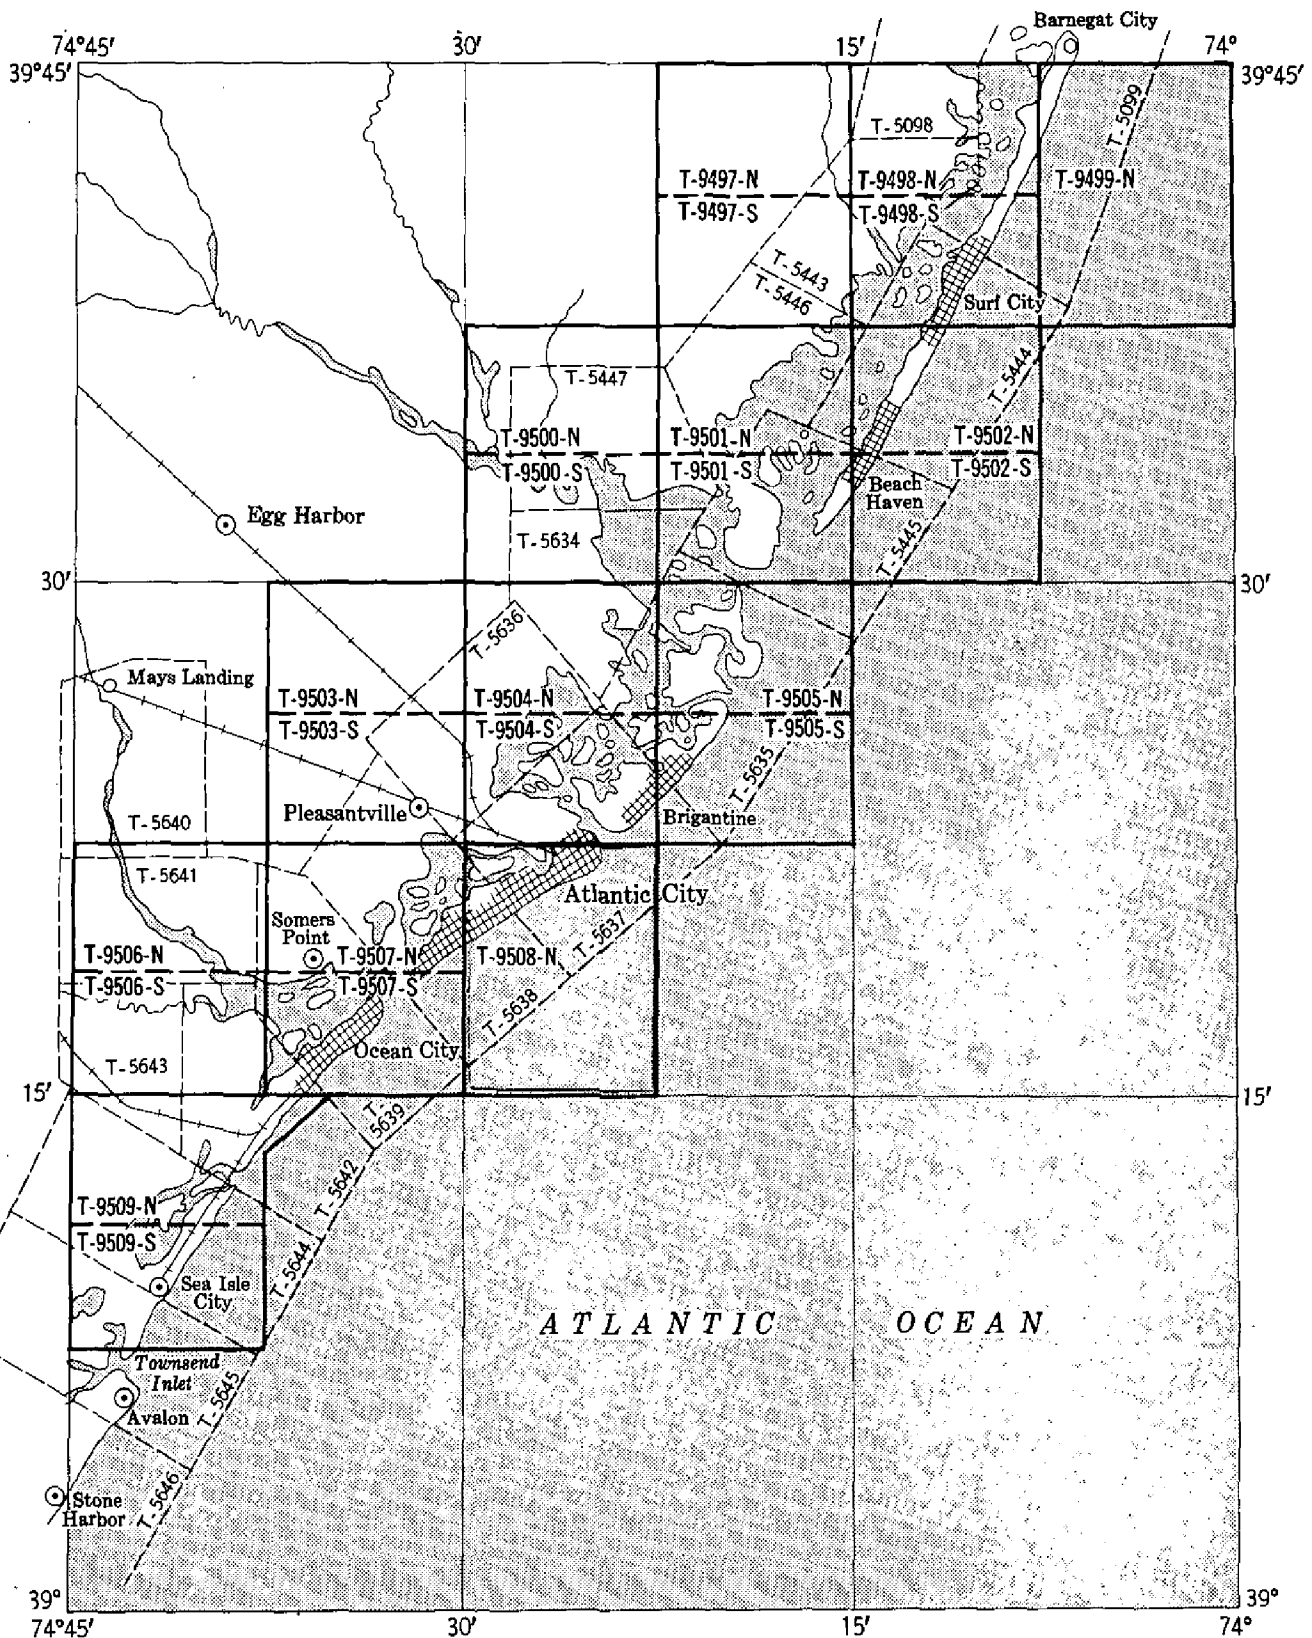 Barnegat City
74°45′
30′
15′
74°
39°45′
39°45′
T-5099
T-5098
T-9497-N
T-9498-N
T-9499-N
T-9497-S
T-9498-S
T-5443
T-5446
Surf City
T-5444
T-5447
T-9500-N
T-9501-N
T-9502-N
T-9500-S
T-9501-S
T-9502-S
Beach
Haven
Egg Harbor
T-5634
T-5445
30′
30′
T-5636
Mays Landing
T-9503-N
T-9504-N
T-9505-N
T-9503-S
T-9504-S
T-9505-S
T-5635
Pleasantville
Brigantine
T-5640
T-5641
Atlantic City
Somers
Point
T-5637
T-9506-N
T-9507-N
T-9508-N
T-9506-S
T-9507-S
T-5638
Ocean City
T-5643
15′
15′
T-
5639
T-5642
T-9509-N
T-9509-S
T-5644
Sea Isle
City
ATLANTIC OCEAN
Townsend
Inlet
T-5645
Avalon
T-5646
Stone
Harbor
39°
39°
74°45′
30′
15′
74°